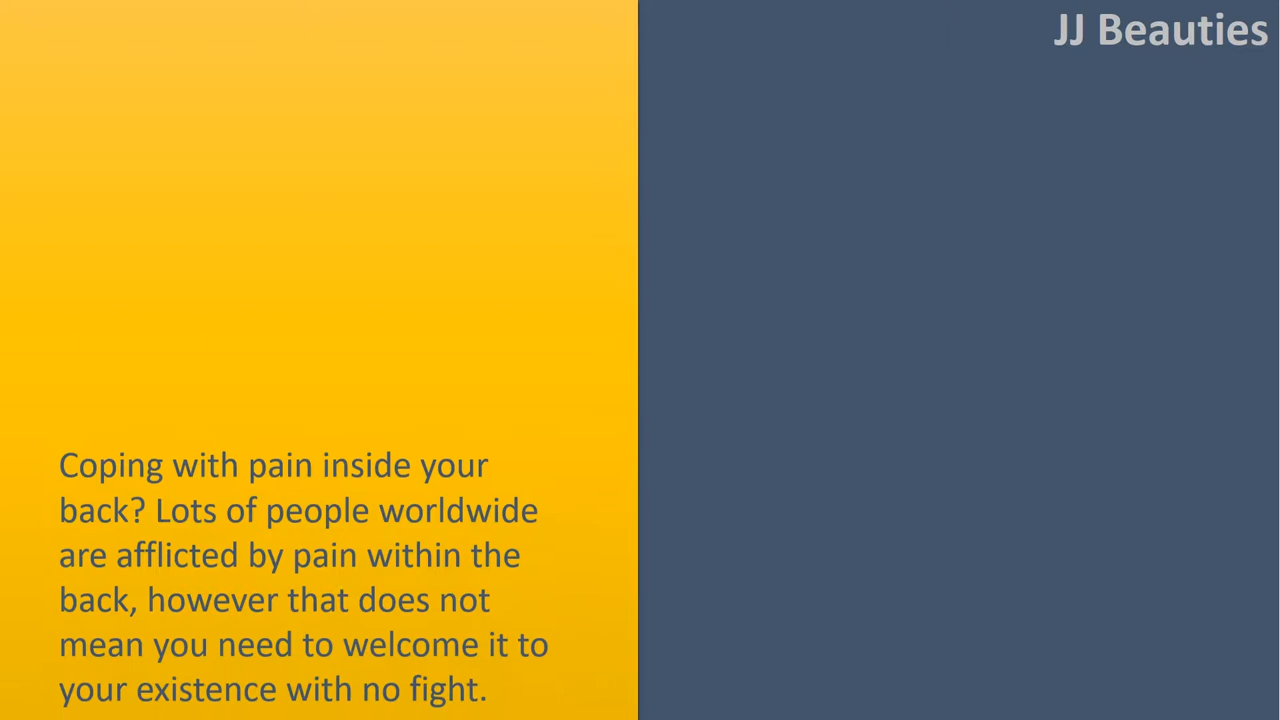 JJ Beauties
Coping with pain inside your
back? Lots of people worldwide
are afflicted by pain within the
back, however that does not
mean you need to welcome it to
your existence with no fight.